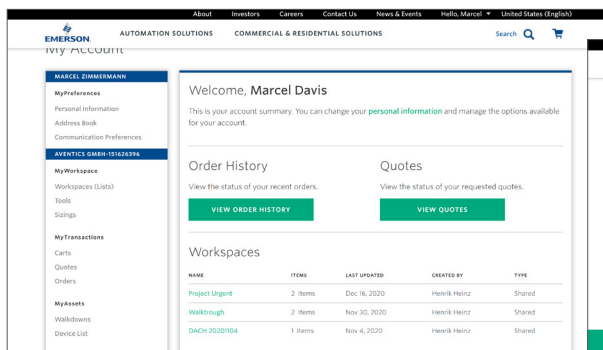 About Investors Careers Contact Us News & Events Hello, Marcel United States (English)
EMERSON.
AUTOMATION SOLUTIONS COMMERCIAL & RESIDENTIAL SOLUTIONS
Search
My Account
MARCEL ZIMMERMANN
MyPreferences
Personal Information
Address Book
Communication Preferences
AVENTICS GMBH-151626396
MyWorkspace
Workspaces (Lists)
Tools
Sizings
MyTransactions
Carts
Quotes
Orders
MyAssets
Walkdowns
Device List
Welcome, Marcel Davis
This is your account summary. You can change your personal information and manage the options available
for your account.
Order History
View the status of your recent orders.
VIEW ORDER HISTORY
Quotes
View the status of your requested quotes.
VIEW QUOTES
Workspaces
NAME ITEMS LAST UPDATED CREATED BY TYPE
Project Urgent 2 Items Dec 16, 2020 Henrik Heinz Shared
Walktrough 2 Items Nov 30, 2020 Henrik Heinz Shared
DACH 20201104 1 Items Nov 4, 2020 Henrik Heinz Shared